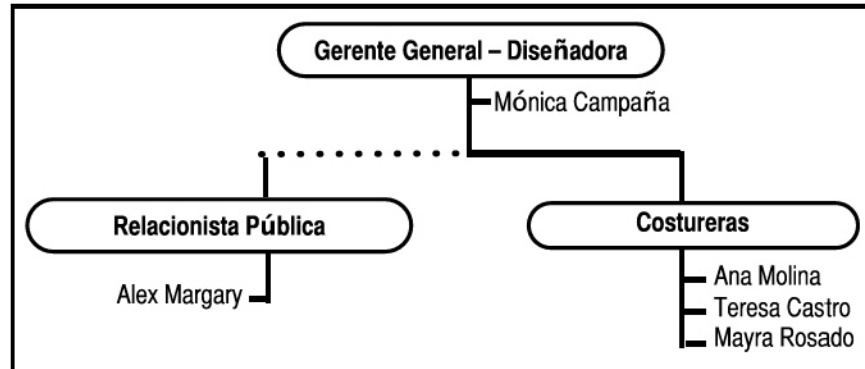 Gerente General – Diseñadora
Mónica Campaña
Relacionista Pública
Costureras
Alex Margary
Ana Molina
Teresa Castro
Mayra Rosado